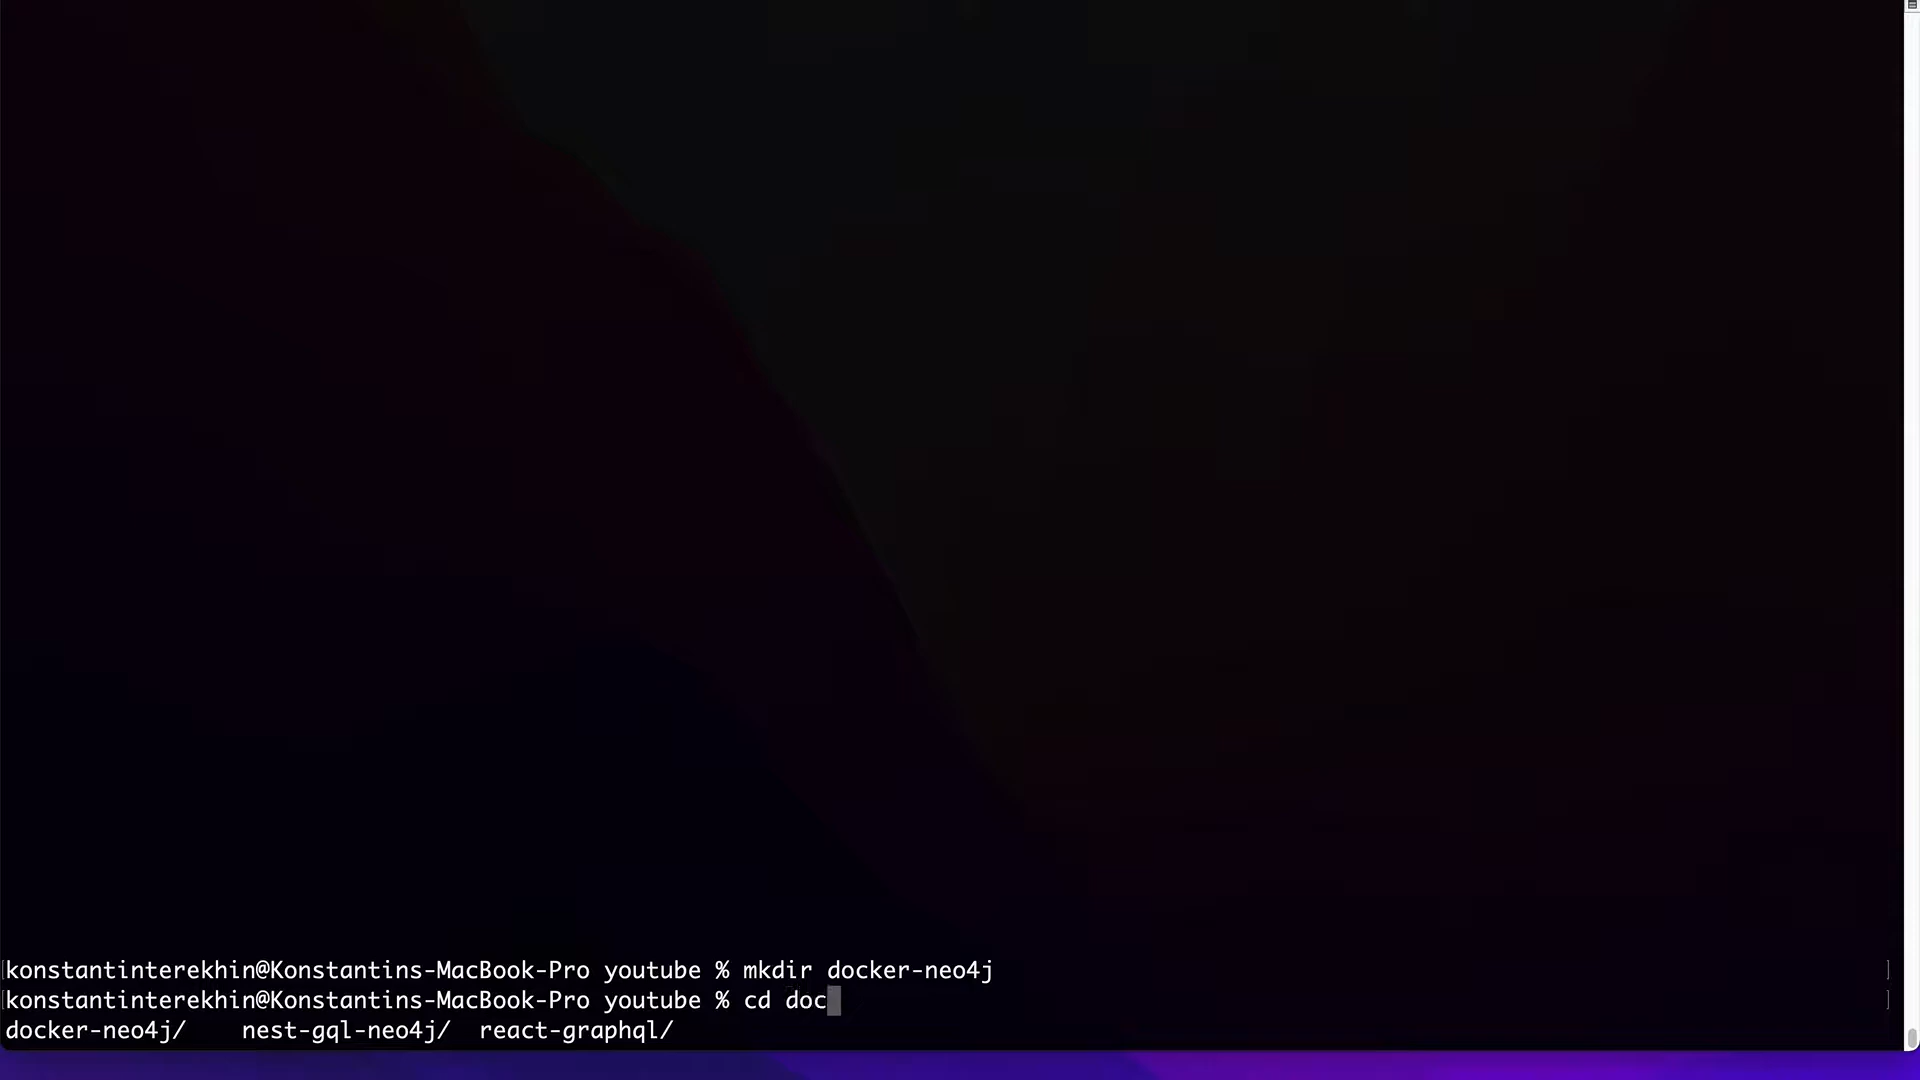 [konstantinterekhin@Konstantins-MacBook-Pro youtube % mkdir docker-neo4j ]
[konstantinterekhin@Konstantins-MacBook-Pro youtube % cd doc ]
docker-neo4j/ nest-gql-neo4j/ react-graphql/